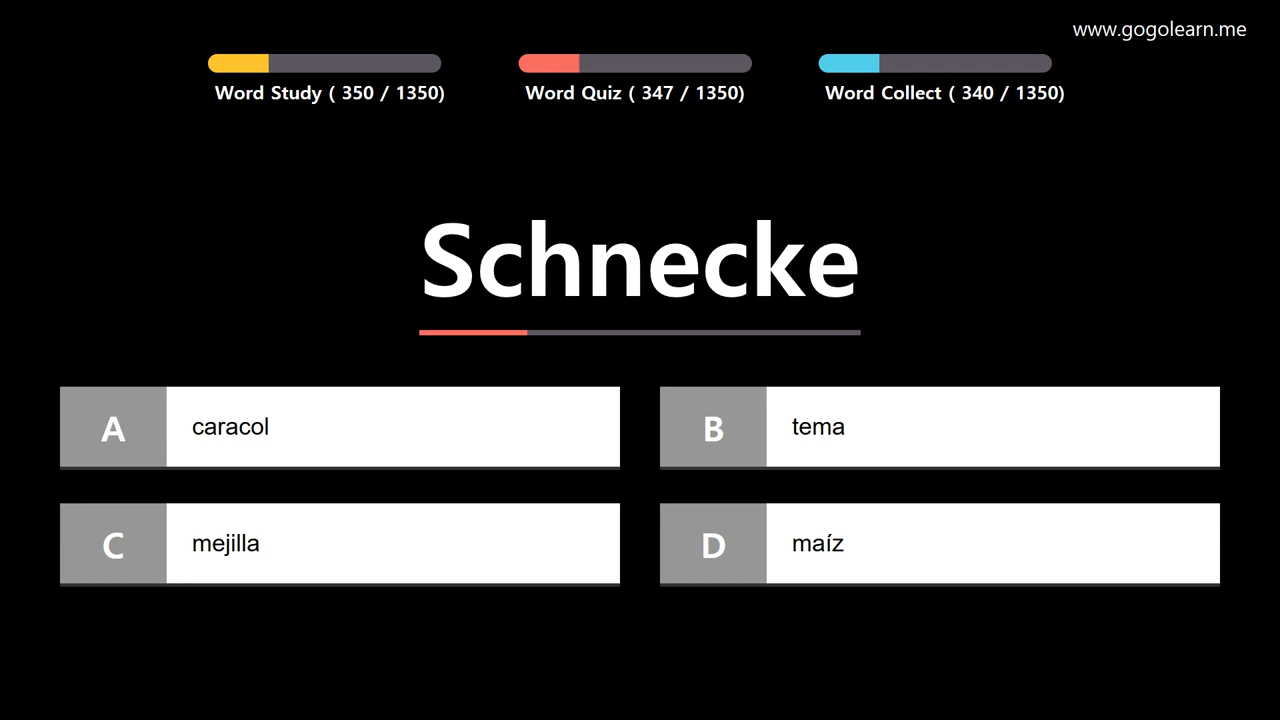 www.gogolearn.me
Word Study ( 350 / 1350)
Word Quiz ( 347 / 1350)
Word Collect ( 340 / 1350)
Schnecke
A caracol
B tema
C mejilla
D maíz